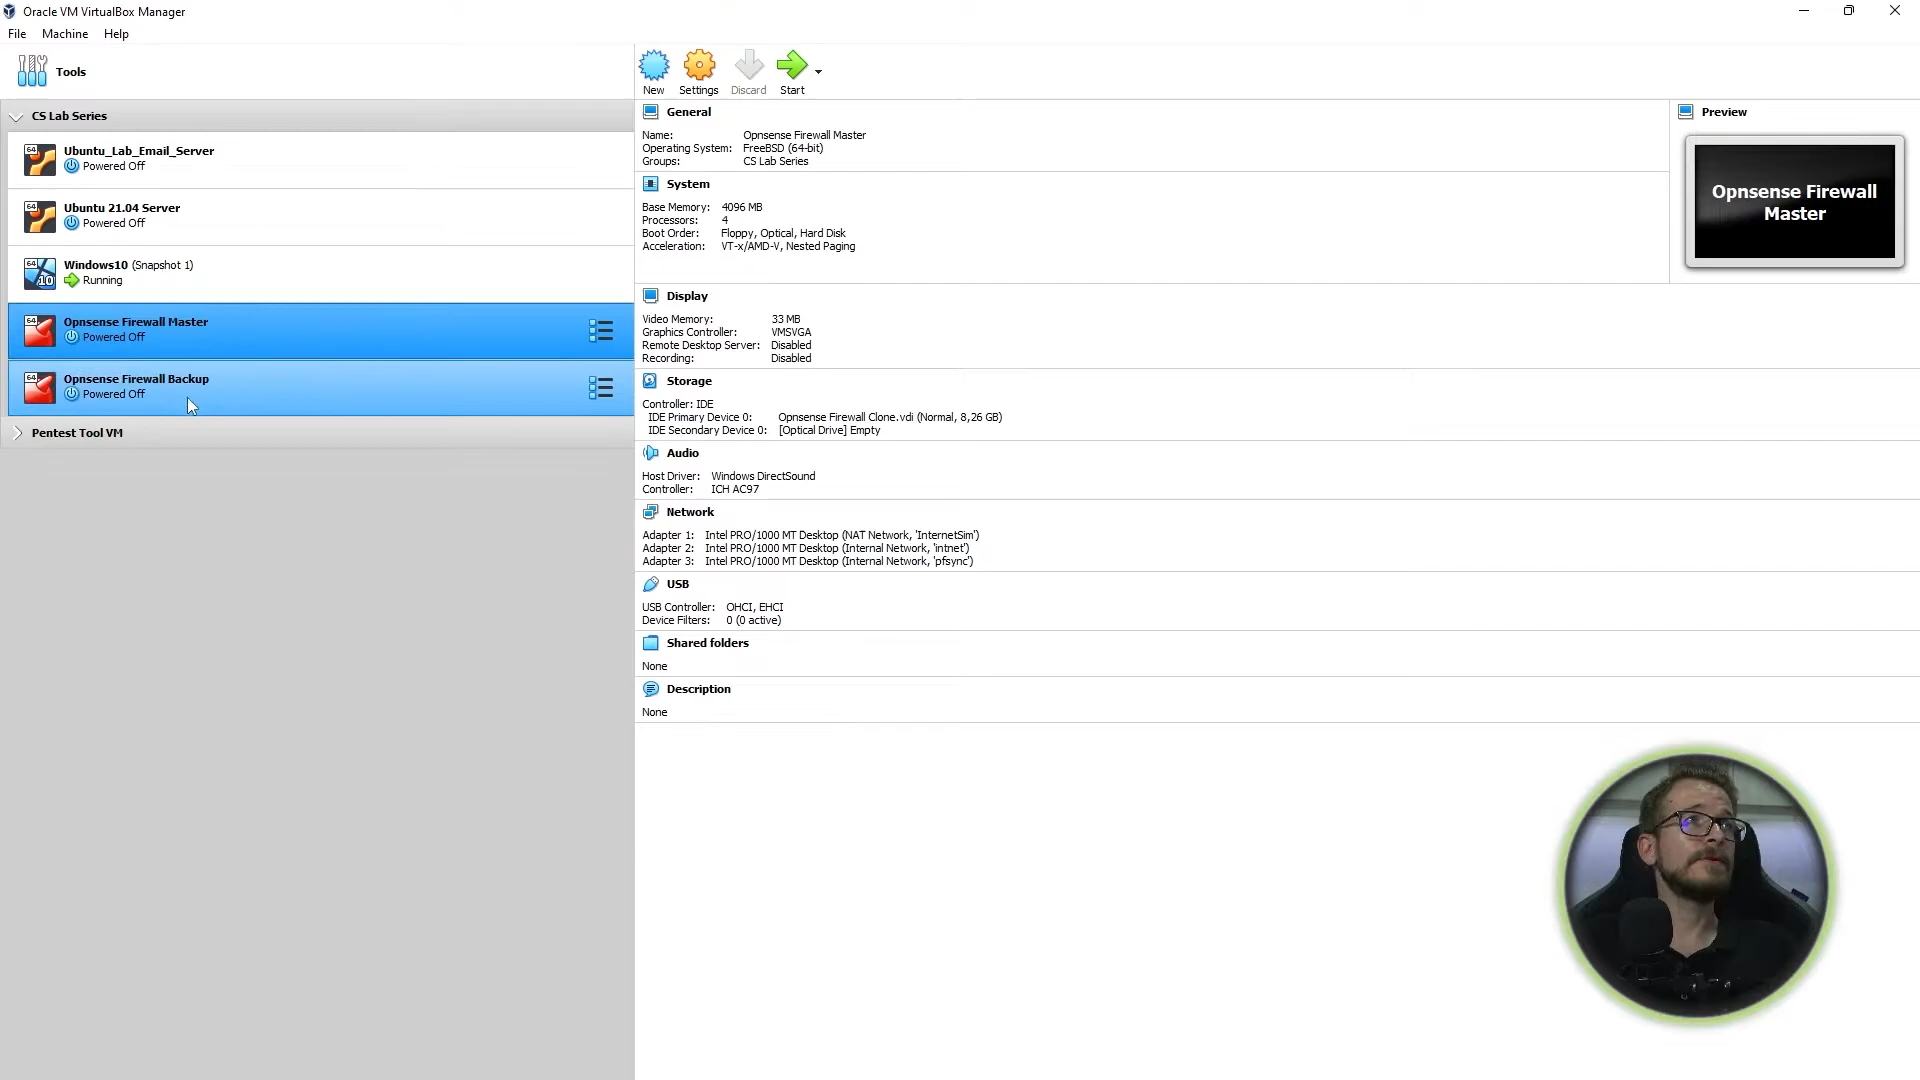 Oracle VM VirtualBox Manager
File Machine Help
Tools
New Settings Discard Start
CS Lab Series
64
Ubuntu_Lab_Email_Server
Powered Off
64
Ubuntu 21.04 Server
Powered Off
64
10
Windows10 (Snapshot 1)
Running
64
Opnsense Firewall Master
Powered Off
64
Opnsense Firewall Backup
Powered Off
Pentest Tool VM
General
Name: Opnsense Firewall Master
Operating System: FreeBSD (64-bit)
Groups: CS Lab Series
System
Base Memory: 4096 MB
Processors: 4
Boot Order: Floppy, Optical, Hard Disk
Acceleration: VT-x/AMD-V, Nested Paging
Preview
Opnsense Firewall
Master
Display
Video Memory: 33 MB
Graphics Controller: VMSVGA
Remote Desktop Server: Disabled
Recording: Disabled
Storage
Controller: IDE
IDE Primary Device 0: Opnsense Firewall Clone.vdi (Normal, 8,26 GB)
IDE Secondary Device 0: [Optical Drive] Empty
Audio
Host Driver: Windows DirectSound
Controller: ICH AC97
Network
Adapter 1: Intel PRO/1000 MT Desktop (NAT Network, 'InternetSim')
Adapter 2: Intel PRO/1000 MT Desktop (Internal Network, 'intnet')
Adapter 3: Intel PRO/1000 MT Desktop (Internal Network, 'pfsync')
USB
USB Controller: OHCI, EHCI
Device Filters: 0 (0 active)
Shared folders
None
Description
None